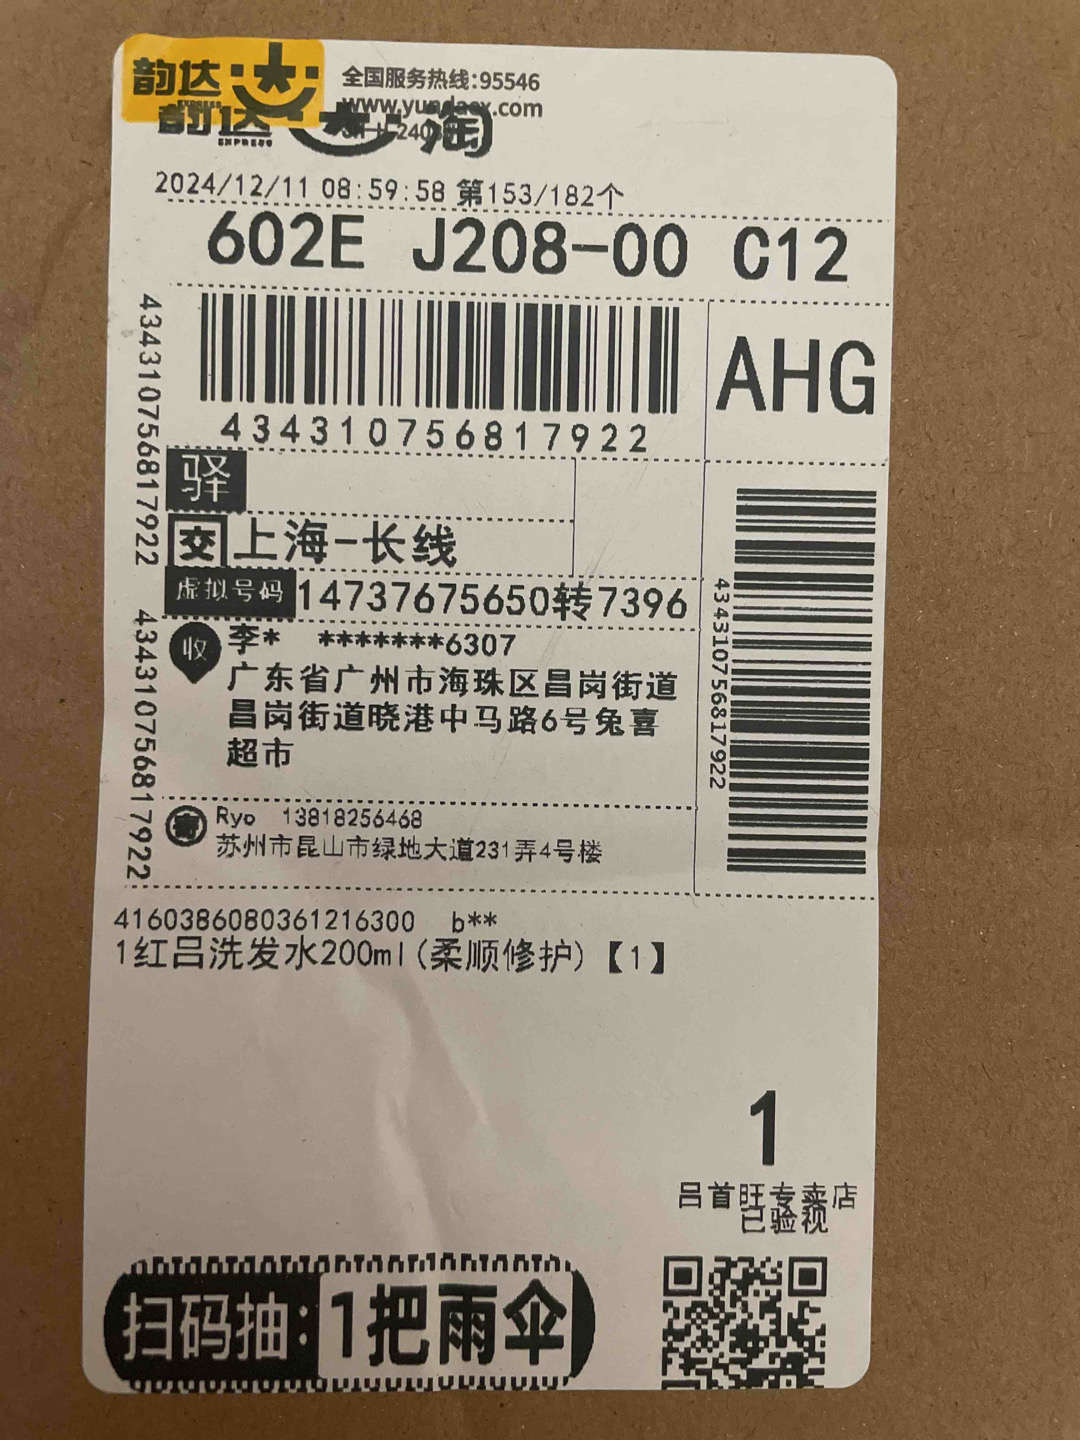 韵达
全国服务热线:95546
www.yundaex.com
韵达
EXPRESS
淘
2024/12/11 08:59:58 第153/182个
602E J208-00 C12
434310756817922
AHG
434310756817922
驿
交 上海-长线
虚拟号码 14737675650转7396
收 李* *******6307
广东省广州市海珠区昌岗街道
昌岗街道晓港中马路6号兔喜
超市
434310756817922
434310756817922
寄 Ryo 13818256468
苏州市昆山市绿地大道231弄4号楼
4160386080361216300 b**
1红吕洗发水200ml(柔顺修护)【1】
1
吕首旺专卖店
已验视
扫码抽:1把雨伞